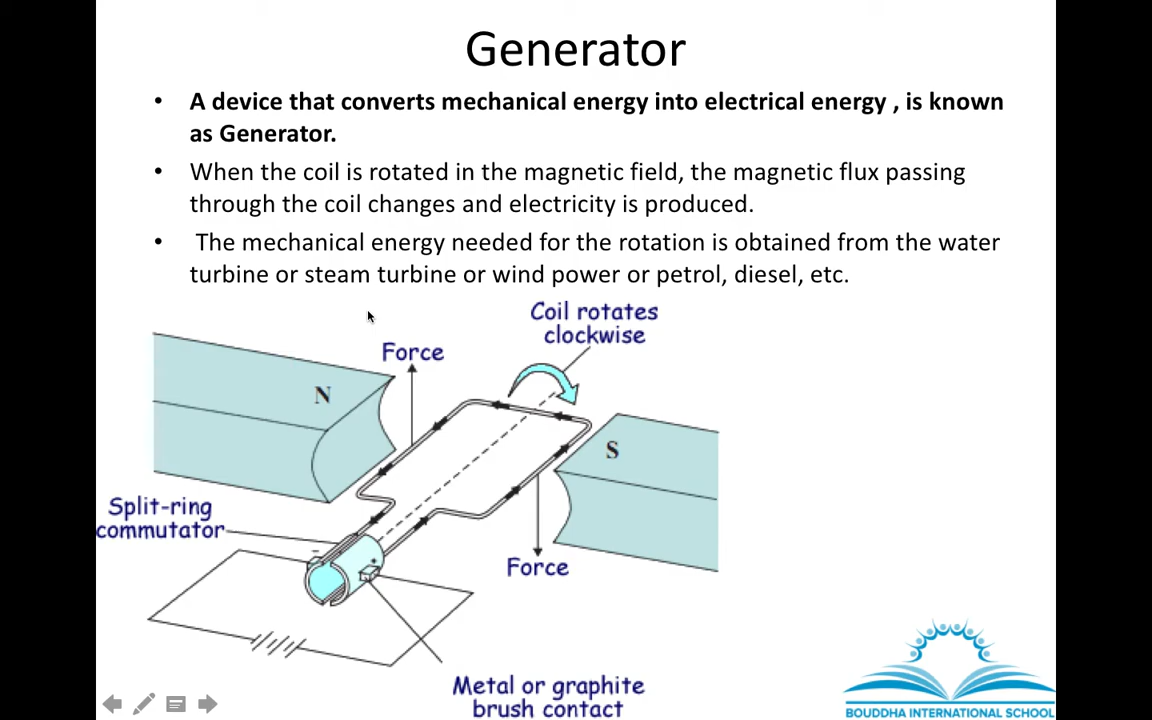 Generator
• A device that converts mechanical energy into electrical energy , is known
as Generator.
• When the coil is rotated in the magnetic field, the magnetic flux passing
through the coil changes and electricity is produced.
• The mechanical energy needed for the rotation is obtained from the water
turbine or steam turbine or wind power or petrol, diesel, etc.
Coil rotates
clockwise
Force
N
S
Split-ring
commutator
-
+
Force
Metal or graphite
brush contact
BOUDDHA INTERNATIONAL SCHOOL